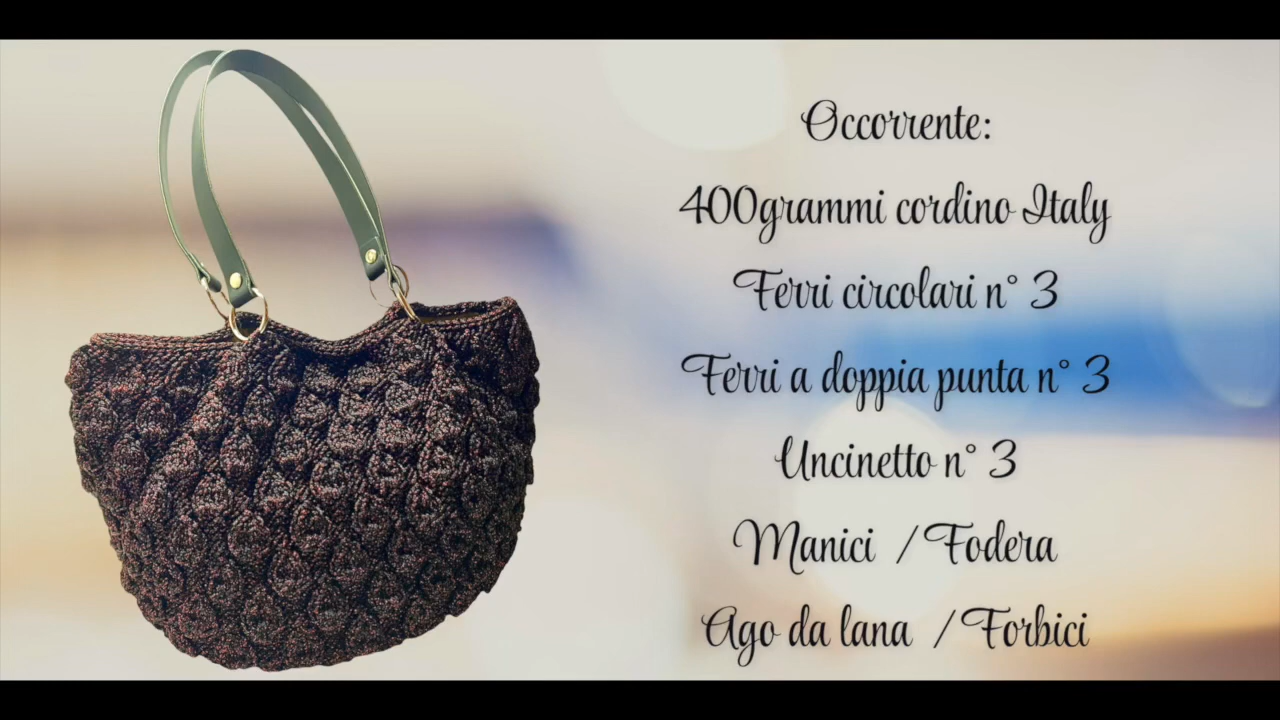 Occorrente:
400grammi cordino Italy
Ferri circolari n° 3
Ferri a doppia punta n° 3
Uncinetto n° 3
Manici / Fodera
Ago da lana / Forbici